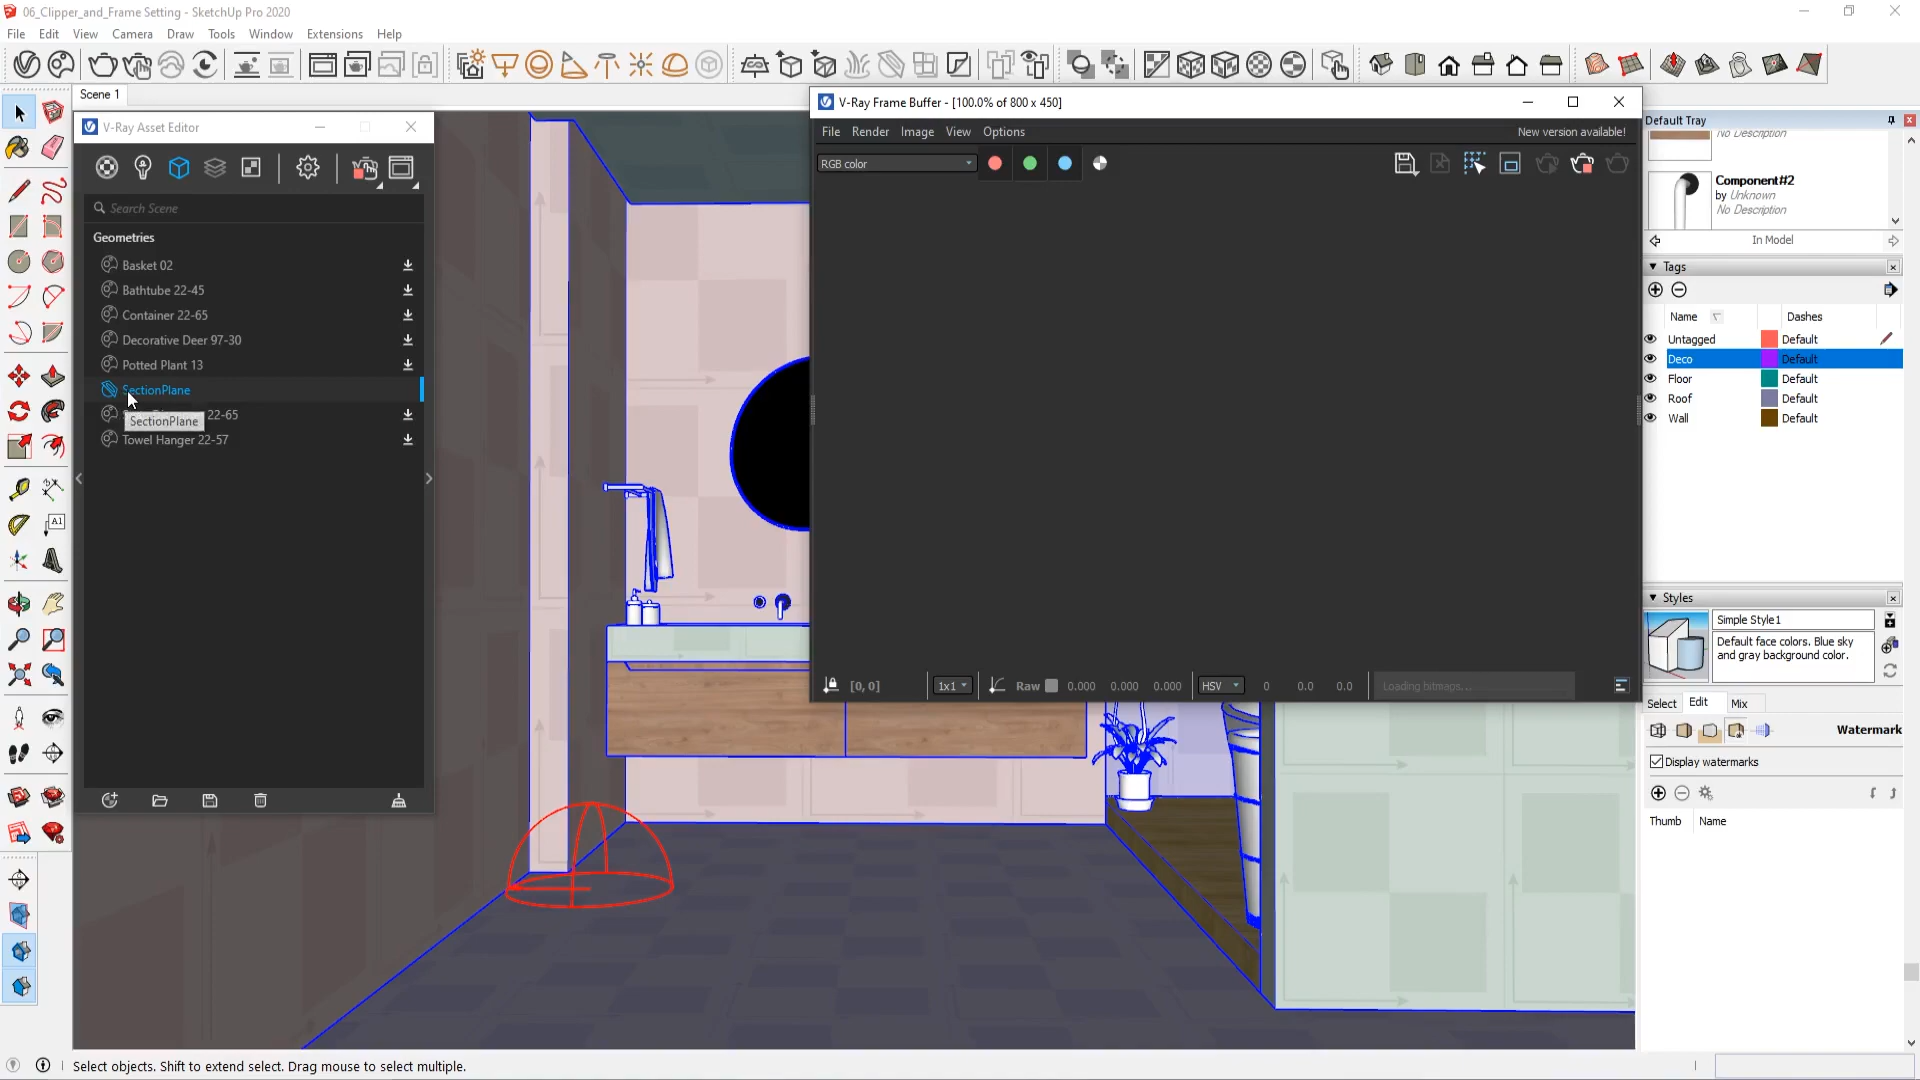 06_Clipper_and_Frame Setting - SketchUp Pro 2020
File Edit View Camera Draw Tools Window Extensions Help
Scene 1
V-Ray Asset Editor
Search Scene
Geometries
Basket 02
Bathtube 22-45
Container 22-65
Decorative Deer 97-30
Potted Plant 13
SectionPlane
22-65
SectionPlane
Towel Hanger 22-57
V-Ray Frame Buffer - [100.0% of 800 x 450]
File Render Image View Options
New version available!
RGB color
[0, 0]
1x1
Raw
0.000 0.000 0.000
HSV
0 0.0 0.0
Loading bitmaps...
Default Tray
No Description
Component#2
by Unknown
No Description
In Model
Tags
Name Dashes
Untagged Default
Deco Default
Floor Default
Roof Default
Wall Default
Styles
Simple Style1
Default face colors. Blue sky
and gray background color.
Select Edit Mix
Watermark
Display watermarks
Thumb Name
A1
Select objects. Shift to extend select. Drag mouse to select multiple.